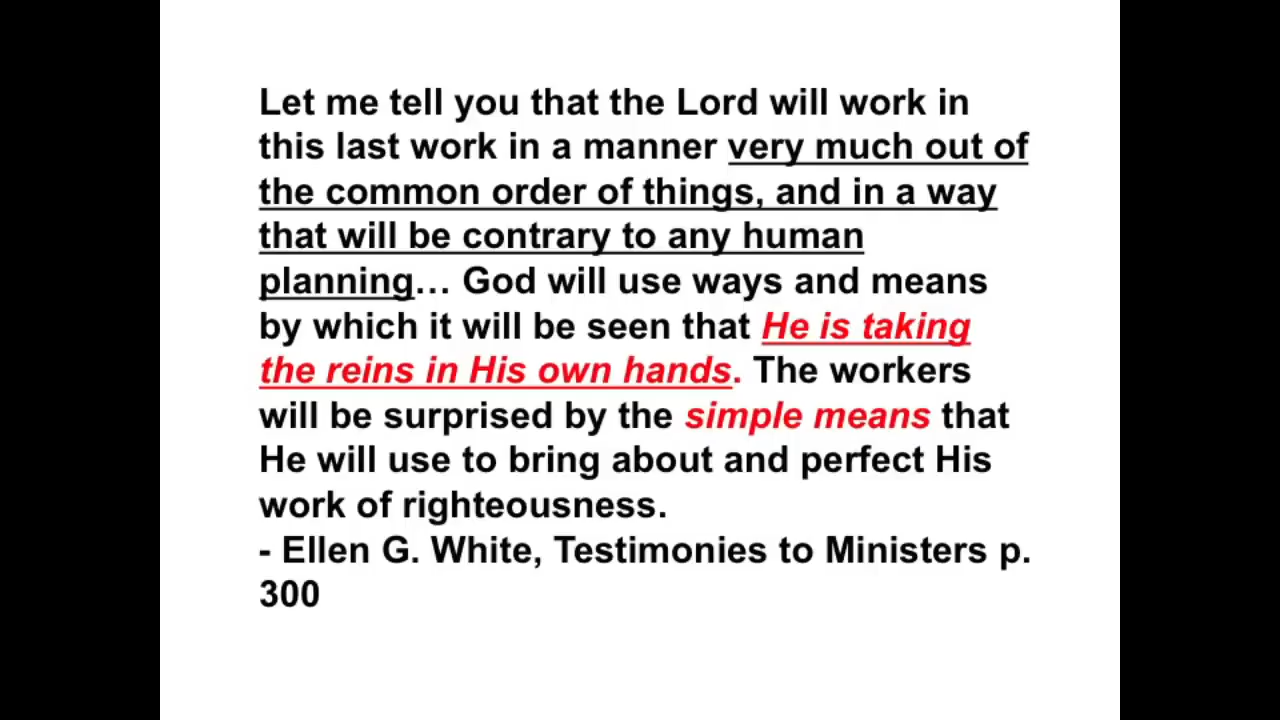 Let me tell you that the Lord will work in
this last work in a manner very much out of
the common order of things, and in a way
that will be contrary to any human
planning… God will use ways and means
by which it will be seen that He is taking
the reins in His own hands. The workers
will be surprised by the simple means that
He will use to bring about and perfect His
work of righteousness.
- Ellen G. White, Testimonies to Ministers p.
300